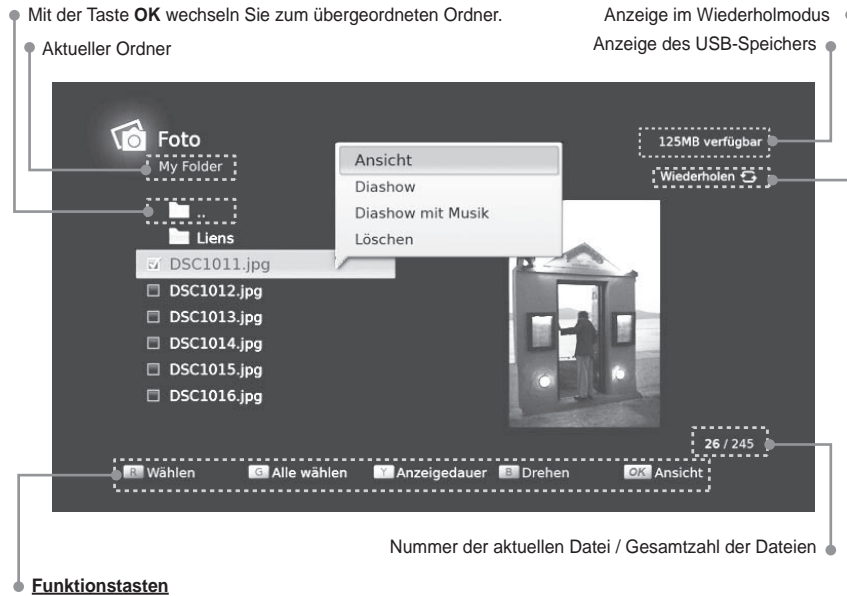 Mit der Taste OK wechseln Sie zum übergeordneten Ordner.
Anzeige im Wiederholmodus
Aktueller Ordner
Anzeige des USB-Speichers
Foto
My Folder
125MB verfügbar
Wiederholen
Ansicht
Diashow
Diashow mit Musik
Löschen
..
Liens
DSC1011.jpg
DSC1012.jpg
DSC1013.jpg
DSC1014.jpg
DSC1015.jpg
DSC1016.jpg
26 / 245
R Wählen G Alle wählen Y Anzeigedauer B Drehen OK Ansicht
Nummer der aktuellen Datei / Gesamtzahl der Dateien
Funktionstasten